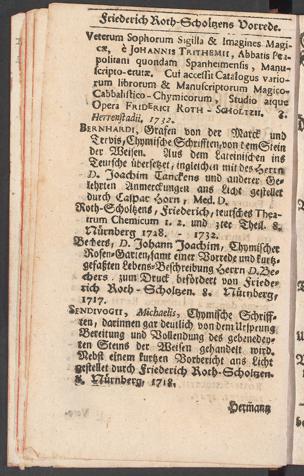 Friederich Roth-Scholtzens Vorrede.
Veterum Sophorum Sigilla & Imagines Magi-
cæ, è JOHANNIS TRITHEMII, Abbatis Pea-
politani quondam Spanheimensis, Manu-
scripto-erutæ. Cui accessit Catalogus vario-
rum librorum & Manuscriptorum Magico-
Cabbalistico-Chymicorum, Studio atque
Opera FRIDERICI ROTH-SCHOLTZII. 8.
Herrenstadii, 1732.
BERNHARDI, Grafen von der Marck und
Tervis, Chymische Schrifften, von dem Stein
der Weisen. Aus dem Lateinischen ins
Teutsche übersetzet, ingleichen mit des Herrn
D. Joachim Tanckens und anderer Ge-
lehrten Anmerckungen ans Licht gestellet
durch Caspar Horn, Med. D.
Roth-Scholtzens, Friederich, teutsches Thea-
trum Chemicum 1. 2. und 3ter Theil. 8.
Nürnberg 1728. - 1732.
Bechers, D. Johann Joachim, Chymischer
Rosen-Garten, samt einer Vorrede und kurtz-
gefaßten Lebens-Beschreibung Herrn D. Be-
chers. zum Druck befördert von Friede-
rich Roth-Scholtzen. 8. Nürnberg,
1717.
SENDIVOGII, Michaelis, Chymische Schriff-
ten, darinnen gar deutlich von dem Ursprung
Bereitung und Vollendung des gebenedey-
ten Steins der Weisen gehandelt wird.
Nebst einem kurtzen Vorbericht ans Licht
gestellet durch Friederich Roth-Scholtzen.
8. Nürnberg, 1718.
Hermanz